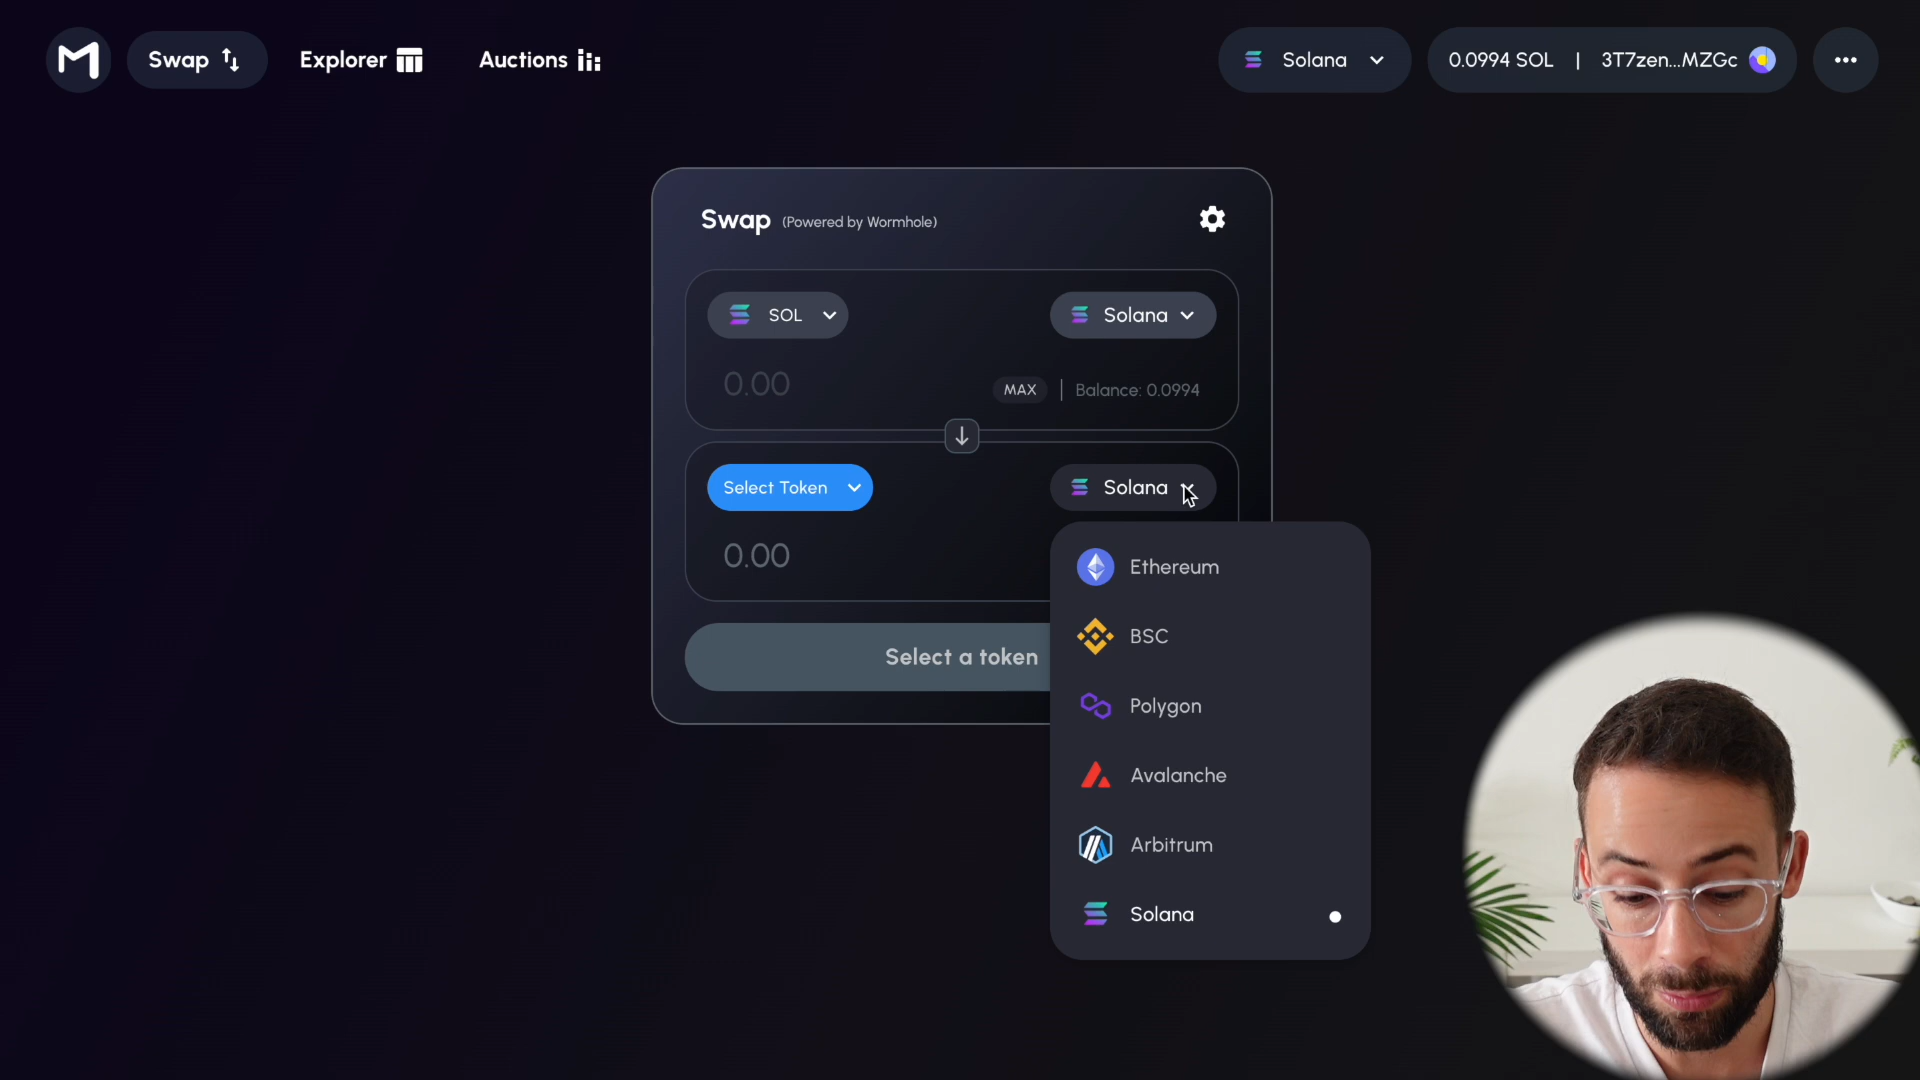 Swap
Explorer
Auctions
Solana
0.0994 SOL | 3T7zen...MZGc
Swap (Powered by Wormhole)
SOL
Solana
0.00
MAX | Balance: 0.0994
Select Token
Solana
0.00
Select a token
Ethereum
BSC
Polygon
Avalanche
Arbitrum
Solana